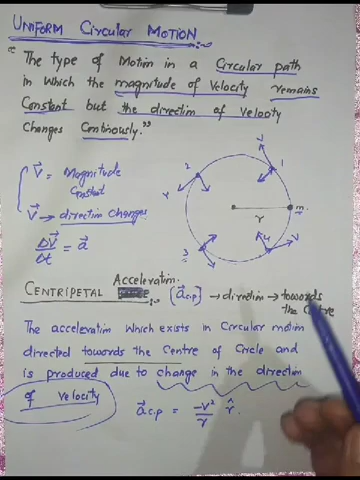 UNIFORM Circular MOTION
"The type of Motion in a Circular path
in which the magnitude of Velocity remains
Constant but the direction of Velocity
changes Continously."
V⃗ = Magnitude
Constant
V⃗ → direction changes
ΔV⃗/Δt = a⃗
V
1
2
V
r
m
3
4
V
Acceleration
CENTRIPETAL [a⃗c.p] → direction → towards
the Centre
The acceleration which exists in Circular motion
directed towards the Centre of Circle and
is produced due to change in the direction
of Velocity
a⃗c.p = -V²/r r̂.